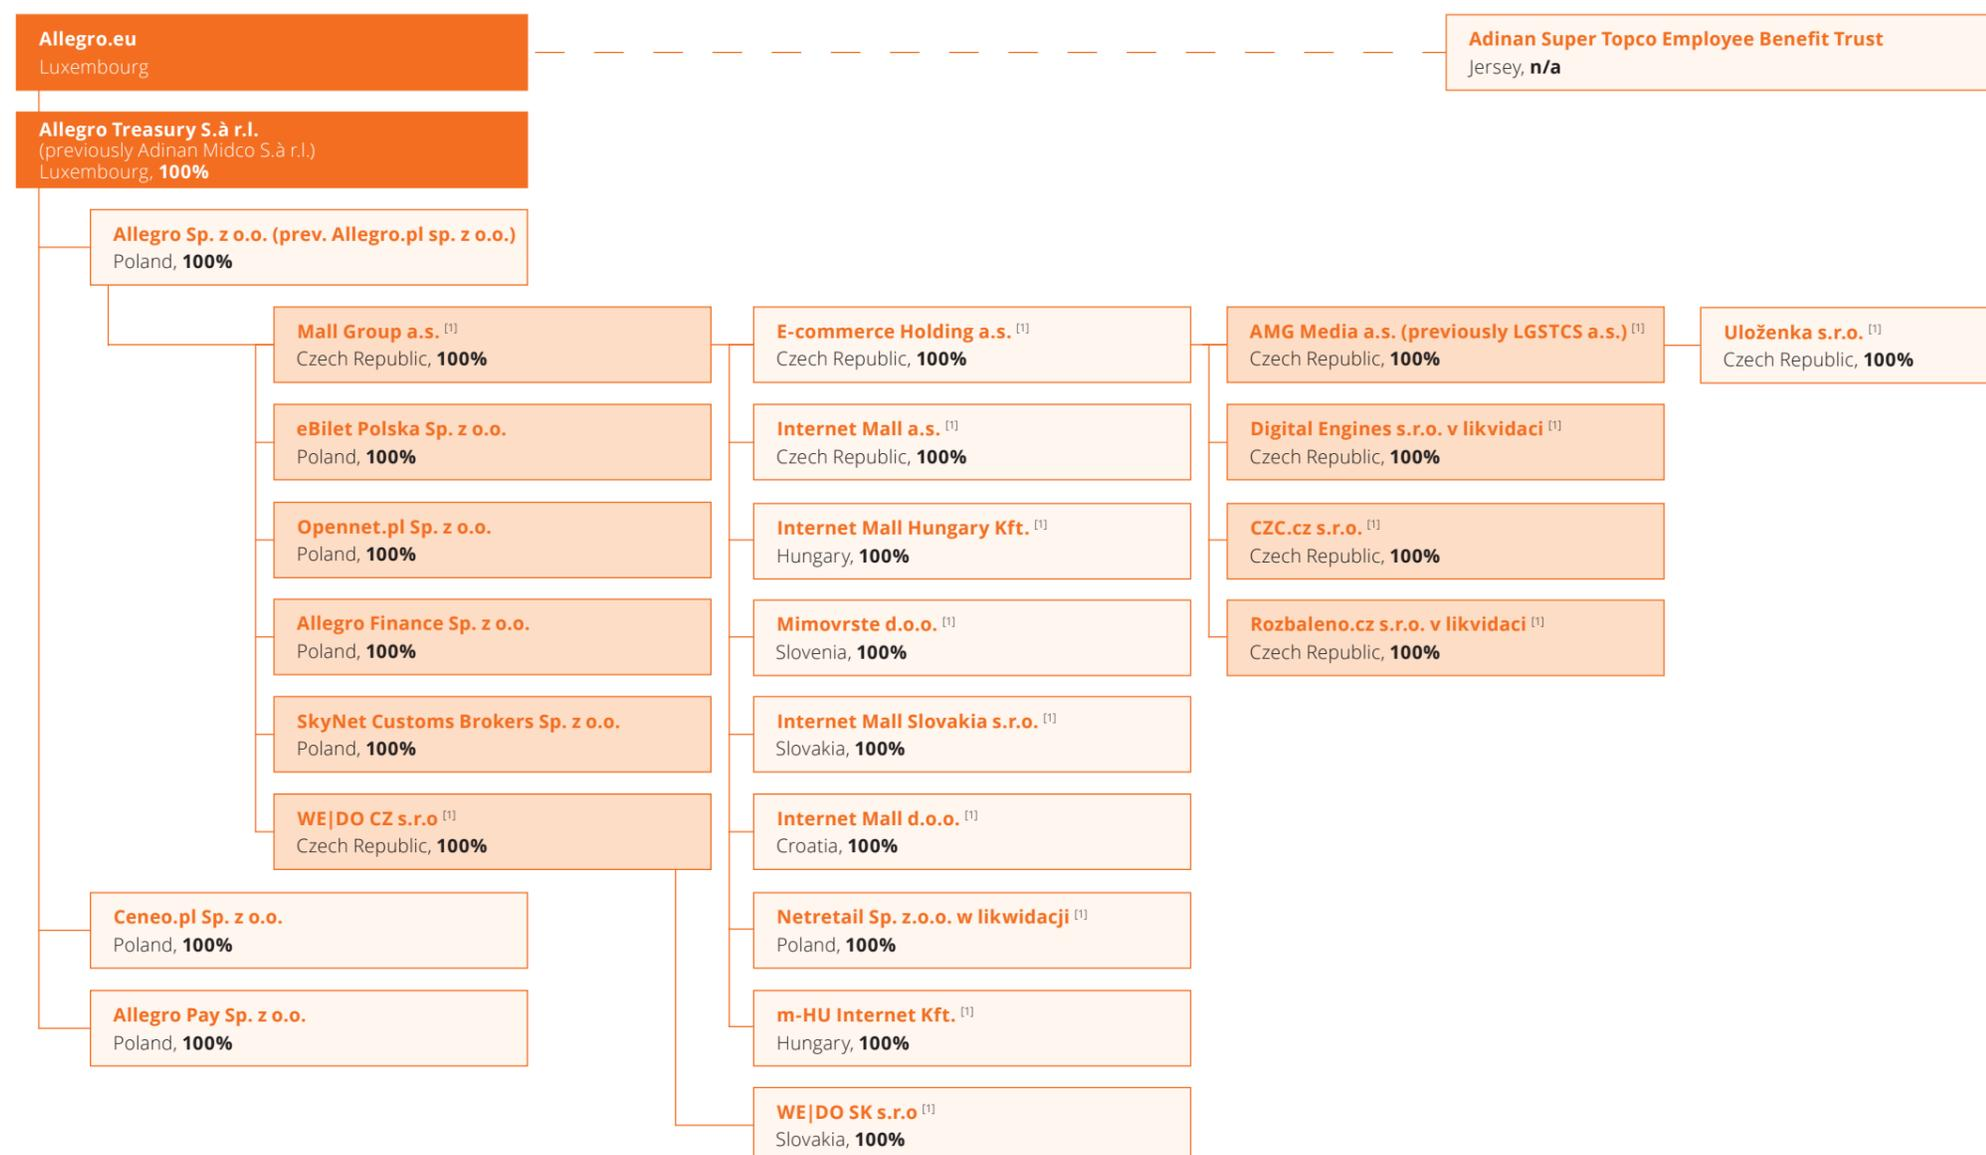 Allegro.eu
Luxembourg
Adinan Super Topco Employee Benefit Trust
Jersey, n/a
Allegro Treasury S.à r.l.
(previously Adinan Midco S.à r.l.)
Luxembourg, 100%
Allegro Sp. z o.o. (prev. Allegro.pl sp. z o.o.)
Poland, 100%
Mall Group a.s. [1]
Czech Republic, 100%
E-commerce Holding a.s. [1]
Czech Republic, 100%
AMG Media a.s. (previously LGSTCS a.s.) [1]
Czech Republic, 100%
Uloženka s.r.o. [1]
Czech Republic, 100%
eBilet Polska Sp. z o.o.
Poland, 100%
Internet Mall a.s. [1]
Czech Republic, 100%
Digital Engines s.r.o. v likvidaci [1]
Czech Republic, 100%
Opennet.pl Sp. z o.o.
Poland, 100%
Internet Mall Hungary Kft. [1]
Hungary, 100%
CZC.cz s.r.o. [1]
Czech Republic, 100%
Allegro Finance Sp. z o.o.
Poland, 100%
Mimovrste d.o.o. [1]
Slovenia, 100%
Rozbaleno.cz s.r.o. v likvidaci [1]
Czech Republic, 100%
SkyNet Customs Brokers Sp. z o.o.
Poland, 100%
Internet Mall Slovakia s.r.o. [1]
Slovakia, 100%
WE|DO CZ s.r.o [1]
Czech Republic, 100%
Internet Mall d.o.o. [1]
Croatia, 100%
Ceneo.pl Sp. z o.o.
Poland, 100%
Netretail Sp. z.o.o. w likwidacji [1]
Poland, 100%
Allegro Pay Sp. z o.o.
Poland, 100%
m-HU Internet Kft. [1]
Hungary, 100%
WE|DO SK s.r.o [1]
Slovakia, 100%